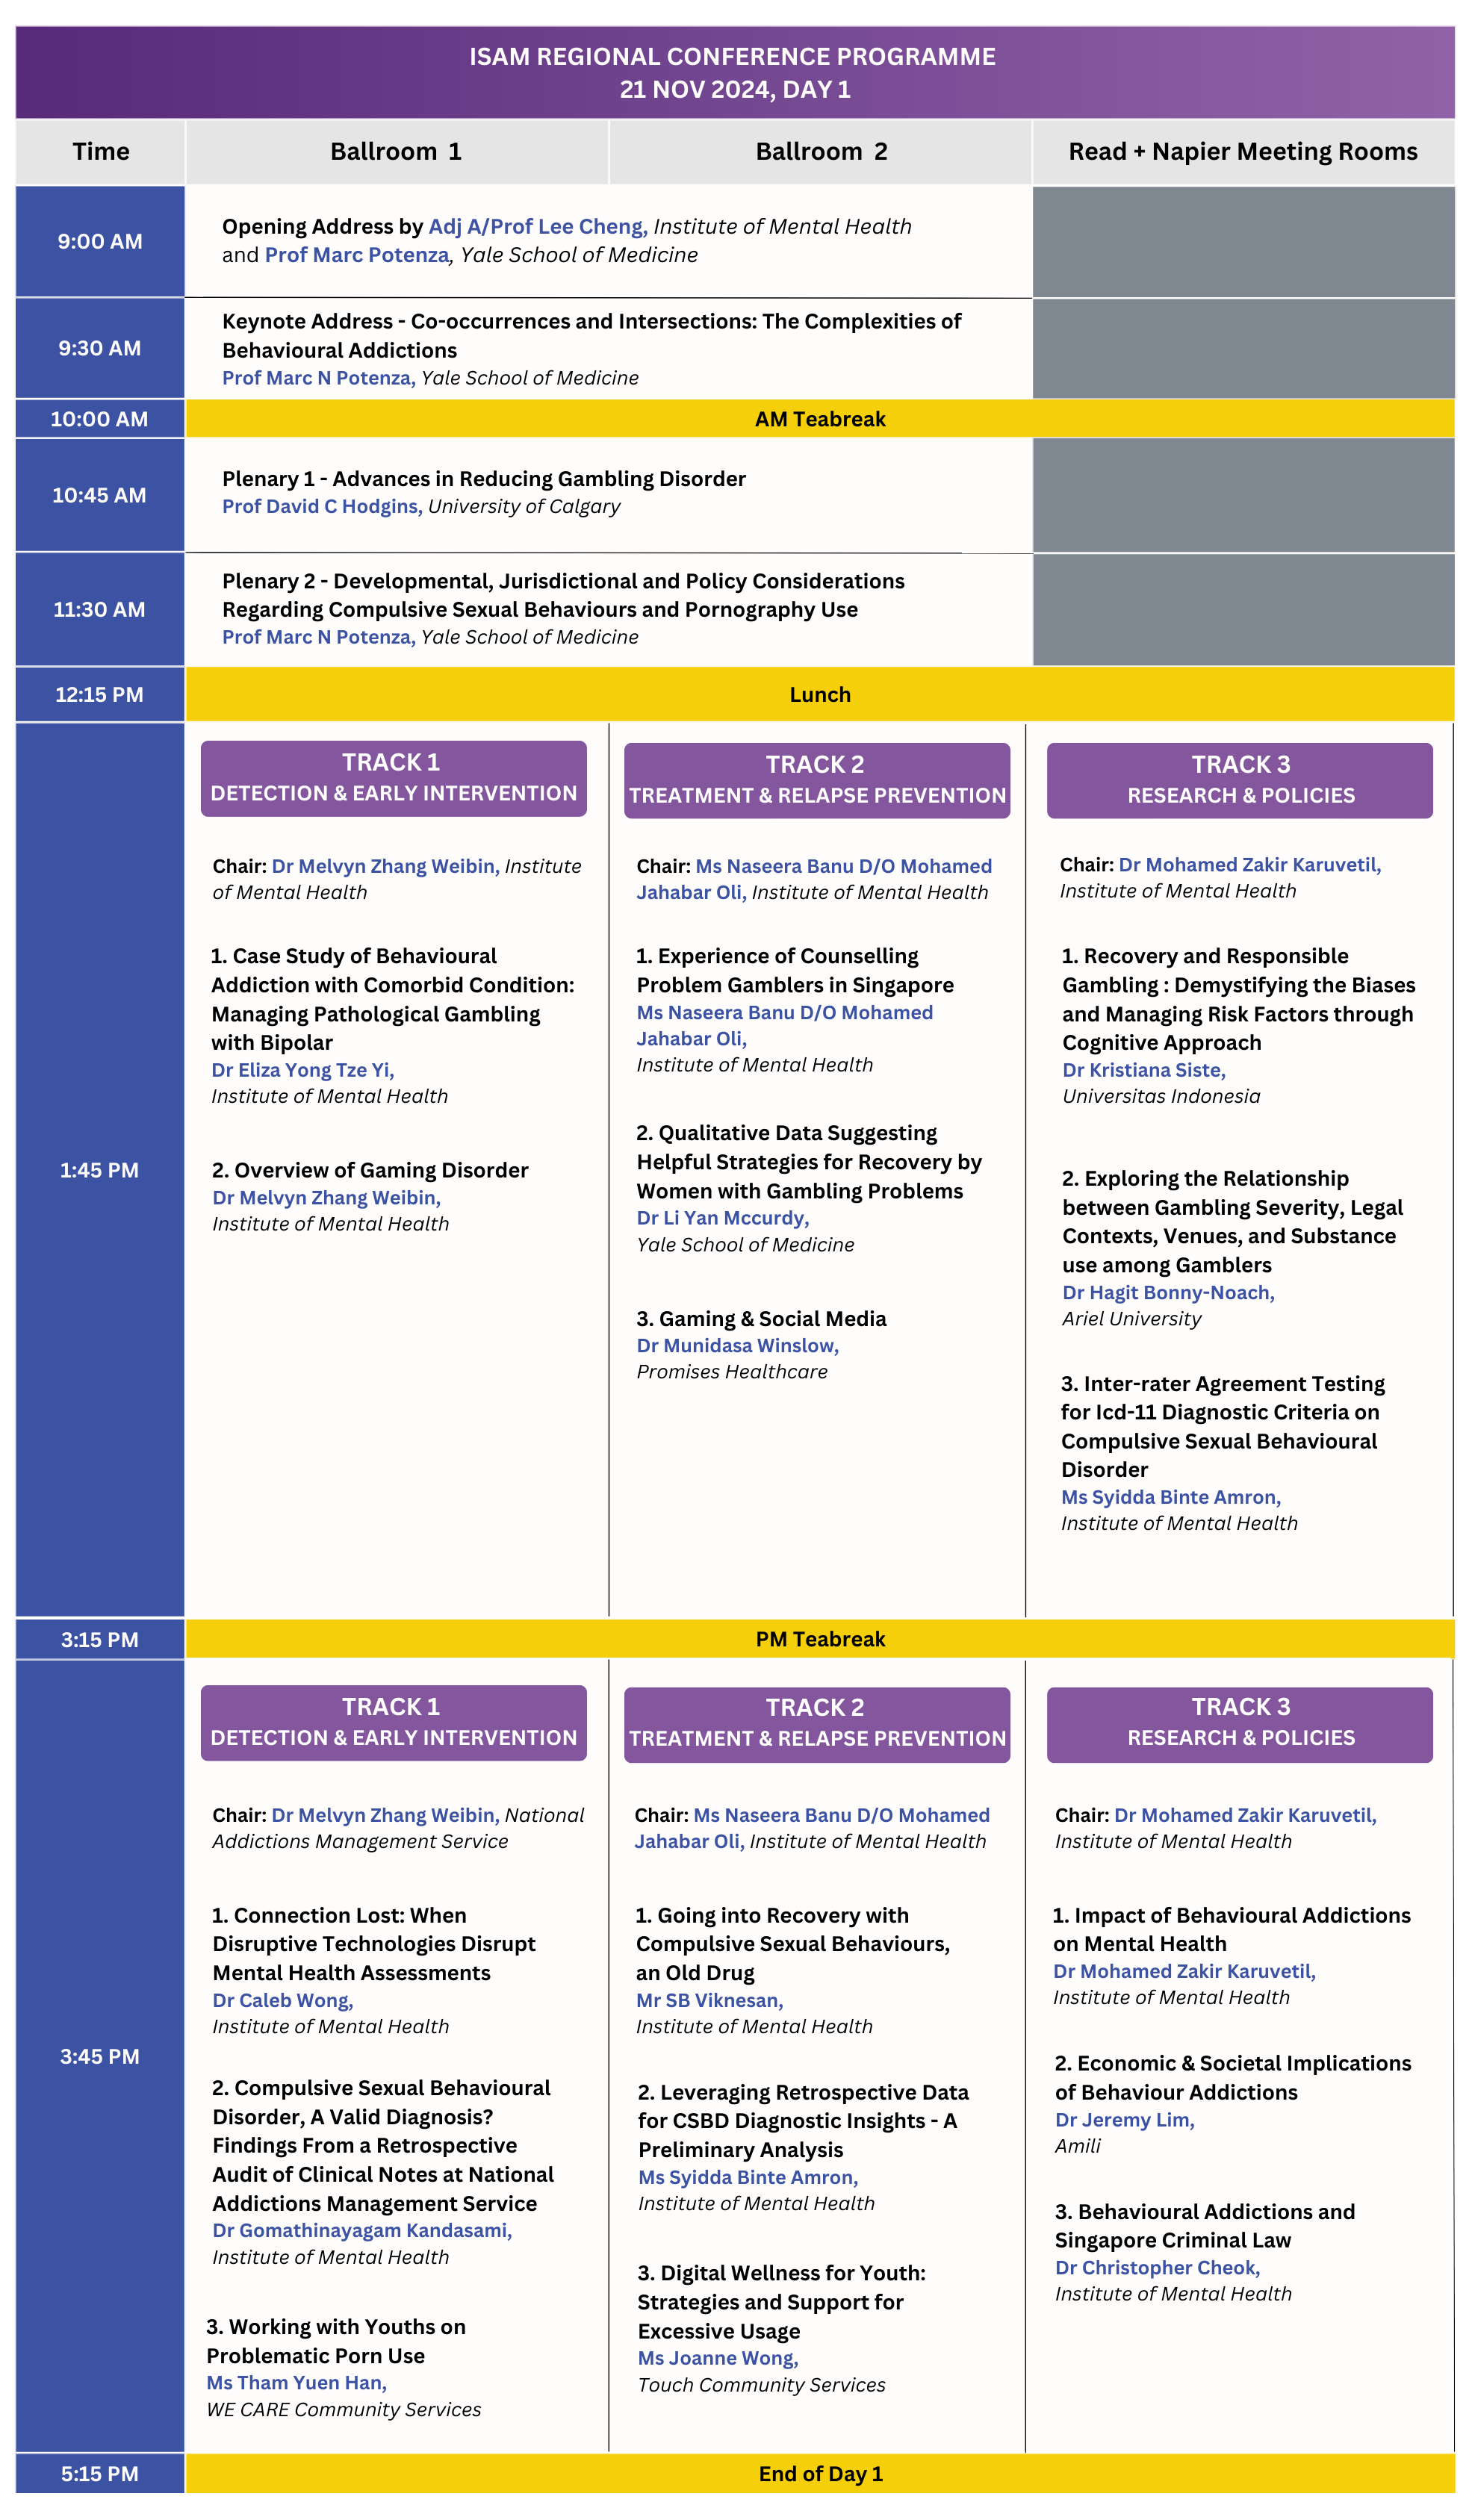 ISAM REGIONAL CONFERENCE PROGRAMME
21 NOV 2024, DAY 1
Time
Ballroom 1
Ballroom 2
Read + Napier Meeting Rooms
9:00 AM
Opening Address by Adj A/Prof Lee Cheng, Institute of Mental Health
and Prof Marc Potenza, Yale School of Medicine
9:30 AM
Keynote Address - Co-occurrences and Intersections: The Complexities of
Behavioural Addictions
Prof Marc N Potenza, Yale School of Medicine
10:00 AM
AM Teabreak
10:45 AM
Plenary 1 - Advances in Reducing Gambling Disorder
Prof David C Hodgins, University of Calgary
11:30 AM
Plenary 2 - Developmental, Jurisdictional and Policy Considerations
Regarding Compulsive Sexual Behaviours and Pornography Use
Prof Marc N Potenza, Yale School of Medicine
12:15 PM
Lunch
1:45 PM
TRACK 1
DETECTION & EARLY INTERVENTION
Chair: Dr Melvyn Zhang Weibin, Institute
of Mental Health
1. Case Study of Behavioural
Addiction with Comorbid Condition:
Managing Pathological Gambling
with Bipolar
Dr Eliza Yong Tze Yi,
Institute of Mental Health
2. Overview of Gaming Disorder
Dr Melvyn Zhang Weibin,
Institute of Mental Health
TRACK 2
TREATMENT & RELAPSE PREVENTION
Chair: Ms Naseera Banu D/O Mohamed
Jahabar Oli, Institute of Mental Health
1. Experience of Counselling
Problem Gamblers in Singapore
Ms Naseera Banu D/O Mohamed
Jahabar Oli,
Institute of Mental Health
2. Qualitative Data Suggesting
Helpful Strategies for Recovery by
Women with Gambling Problems
Dr Li Yan Mccurdy,
Yale School of Medicine
3. Gaming & Social Media
Dr Munidasa Winslow,
Promises Healthcare
TRACK 3
RESEARCH & POLICIES
Chair: Dr Mohamed Zakir Karuvetil,
Institute of Mental Health
1. Recovery and Responsible
Gambling : Demystifying the Biases
and Managing Risk Factors through
Cognitive Approach
Dr Kristiana Siste,
Universitas Indonesia
2. Exploring the Relationship
between Gambling Severity, Legal
Contexts, Venues, and Substance
use among Gamblers
Dr Hagit Bonny-Noach,
Ariel University
3. Inter-rater Agreement Testing
for Icd-11 Diagnostic Criteria on
Compulsive Sexual Behavioural
Disorder
Ms Syidda Binte Amron,
Institute of Mental Health
3:15 PM
PM Teabreak
3:45 PM
TRACK 1
DETECTION & EARLY INTERVENTION
Chair: Dr Melvyn Zhang Weibin, National
Addictions Management Service
1. Connection Lost: When
Disruptive Technologies Disrupt
Mental Health Assessments
Dr Caleb Wong,
Institute of Mental Health
2. Compulsive Sexual Behavioural
Disorder, A Valid Diagnosis?
Findings From a Retrospective
Audit of Clinical Notes at National
Addictions Management Service
Dr Gomathinayagam Kandasami,
Institute of Mental Health
3. Working with Youths on
Problematic Porn Use
Ms Tham Yuen Han,
WE CARE Community Services
TRACK 2
TREATMENT & RELAPSE PREVENTION
Chair: Ms Naseera Banu D/O Mohamed
Jahabar Oli, Institute of Mental Health
1. Going into Recovery with
Compulsive Sexual Behaviours,
an Old Drug
Mr SB Viknesan,
Institute of Mental Health
2. Leveraging Retrospective Data
for CSBD Diagnostic Insights - A
Preliminary Analysis
Ms Syidda Binte Amron,
Institute of Mental Health
3. Digital Wellness for Youth:
Strategies and Support for
Excessive Usage
Ms Joanne Wong,
Touch Community Services
TRACK 3
RESEARCH & POLICIES
Chair: Dr Mohamed Zakir Karuvetil,
Institute of Mental Health
1. Impact of Behavioural Addictions
on Mental Health
Dr Mohamed Zakir Karuvetil,
Institute of Mental Health
2. Economic & Societal Implications
of Behaviour Addictions
Dr Jeremy Lim,
Amili
3. Behavioural Addictions and
Singapore Criminal Law
Dr Christopher Cheok,
Institute of Mental Health
5:15 PM
End of Day 1